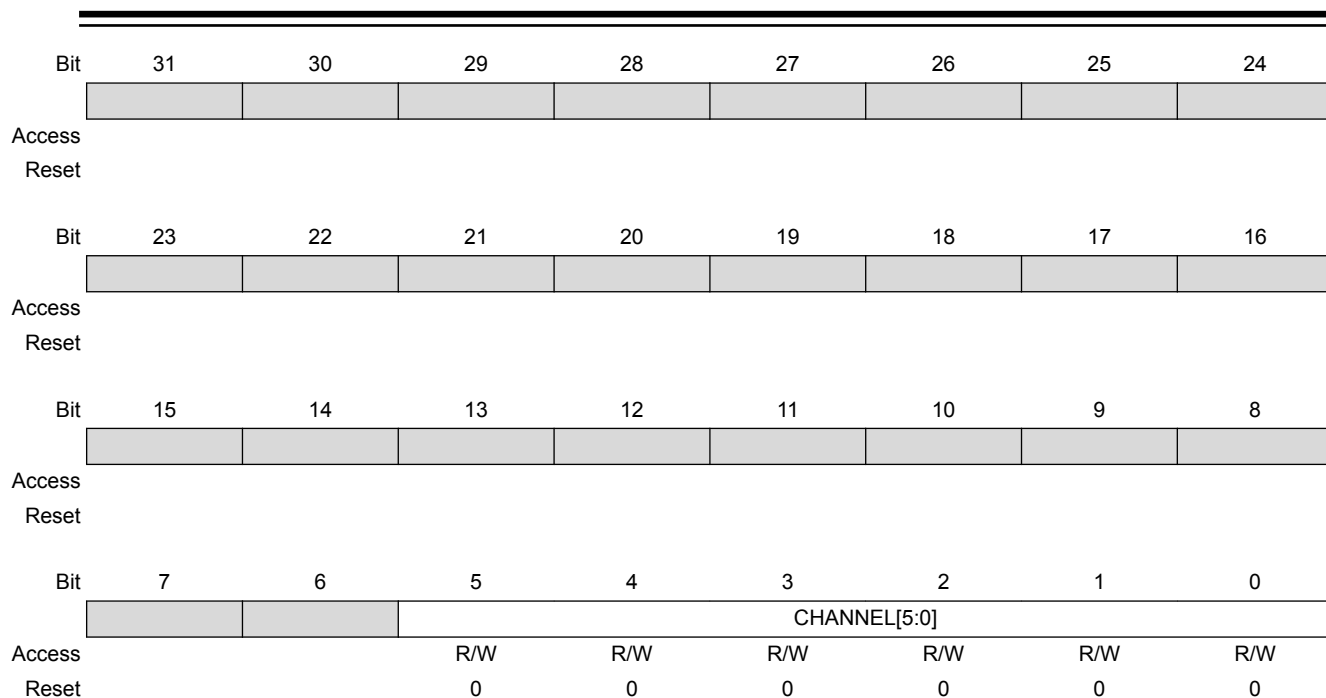 Bit 31 30 29 28 27 26 25 24
Access
Reset
Bit 23 22 21 20 19 18 17 16
Access
Reset
Bit 15 14 13 12 11 10 9 8
Access
Reset
Bit 7 6 5 4 3 2 1 0
CHANNEL[5:0]
Access R/W R/W R/W R/W R/W R/W
Reset 0 0 0 0 0 0